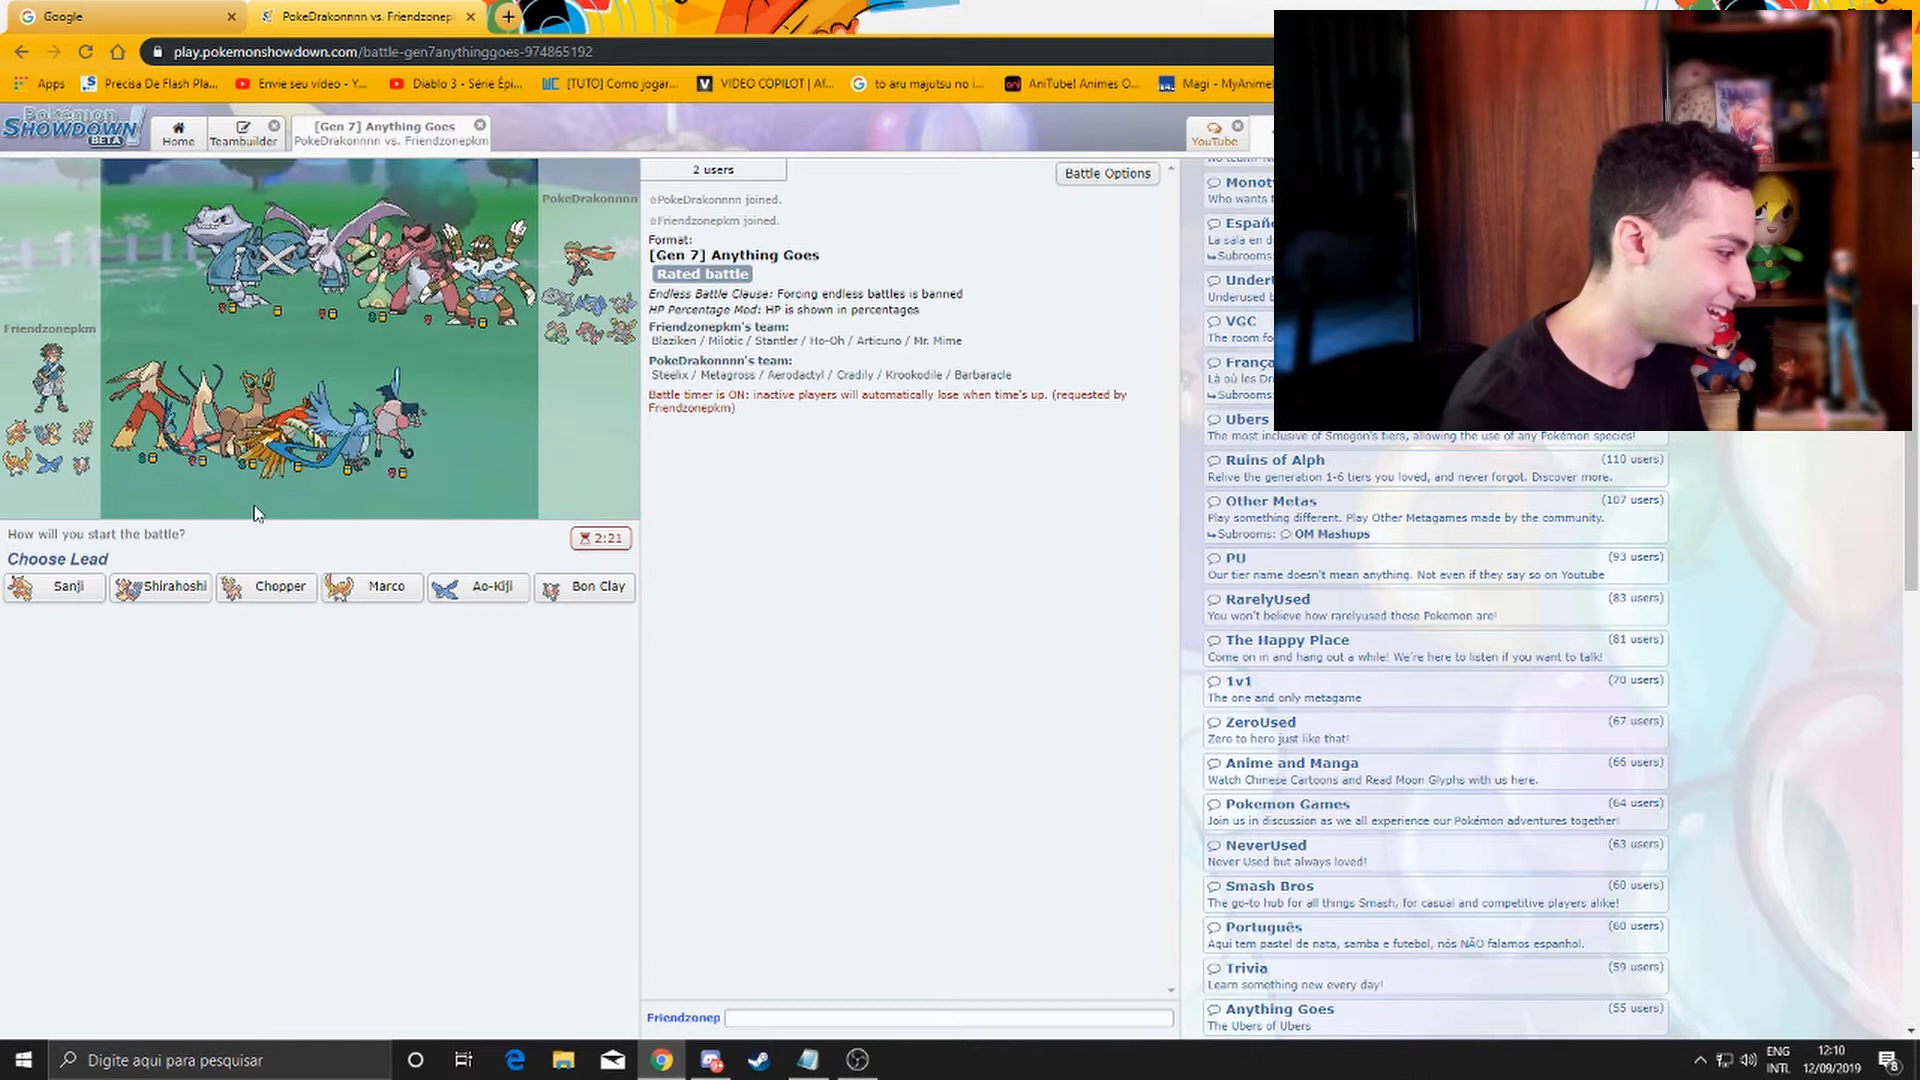 Google
PokeDrakonnnn vs. Friendzonep
play.pokemonshowdown.com/battle-gen7anythinggoes-974865192
Apps
Precisa De Flash Pla...
Envie seu vídeo - Y...
Diablo 3 - Série Épi...
[TUTO] Como jogar...
VIDEO COPILOT | Af...
to aru majutsu no i...
AniTube! Animes O...
Magi - MyAnimel
Pokémon
SHOWDOWN!
BETA
Home
Teambuilder
[Gen 7] Anything Goes
PokeDrakonnnn vs. Friendzonepkm
YouTube
PokeDrakonnnn
Friendzonepkm
How will you start the battle?
2:21
Choose Lead
Sanji
Shirahoshi
Chopper
Marco
Ao-Kiji
Bon Clay
2 users
Battle Options
☆PokeDrakonnnn joined.
☆Friendzonepkm joined.
Format:
[Gen 7] Anything Goes
Rated battle
Endless Battle Clause: Forcing endless battles is banned
HP Percentage Mod: HP is shown in percentages
Friendzonepkm's team:
Blaziken / Milotic / Stantler / Ho-Oh / Articuno / Mr. Mime
PokeDrakonnnn's team:
Steelix / Metagross / Aerodactyl / Cradily / Krookodile / Barbaracle
Battle timer is ON: inactive players will automatically lose when time's up. (requested by
Friendzonepkm)
Friendzonep
Monot
Who wants t
Españo
La sala en d
Subrooms:
Undert
Underused b
VGC
The room fo
França
Là où les Dr
Subrooms:
Ubers
The most inclusive of Smogon's tiers, allowing the use of any Pokémon species!
Ruins of Alph
(110 users)
Relive the generation 1-6 tiers you loved, and never forgot. Discover more.
Other Metas
(107 users)
Play something different. Play Other Metagames made by the community.
Subrooms: OM Mashups
PU
(93 users)
Our tier name doesn't mean anything. Not even if they say so on Youtube
RarelyUsed
(83 users)
You won't believe how rarelyused these Pokemon are!
The Happy Place
(81 users)
Come on in and hang out a while! We're here to listen if you want to talk!
1v1
(70 users)
The one and only metagame
ZeroUsed
(67 users)
Zero to hero just like that!
Anime and Manga
(66 users)
Watch Chinese Cartoons and Read Moon Glyphs with us here.
Pokemon Games
(64 users)
Join us in discussion as we all experience our Pokémon adventures together!
NeverUsed
(63 users)
Never Used but always loved!
Smash Bros
(60 users)
The go-to hub for all things Smash, for casual and competitive players alike!
Português
(60 users)
Aqui tem pastel de nata, samba e futebol, nós NÃO falamos espanhol.
Trivia
(59 users)
Learn something new every day!
Anything Goes
(55 users)
The Ubers of Ubers
Digite aqui para pesquisar
ENG
INTL
12:10
12/09/2019
8